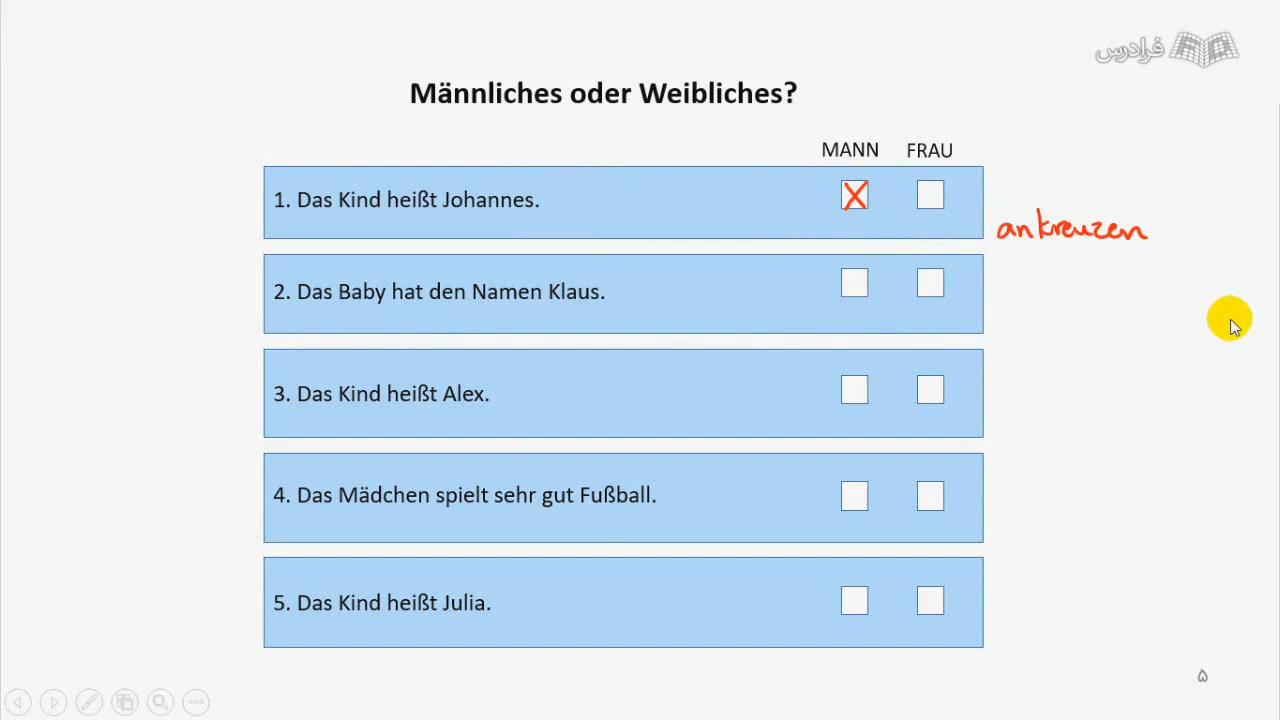 فرادرس
Männliches oder Weibliches?
MANN FRAU
1. Das Kind heißt Johannes.
X
ankreuzen
2. Das Baby hat den Namen Klaus.
3. Das Kind heißt Alex.
4. Das Mädchen spielt sehr gut Fußball.
5. Das Kind heißt Julia.
۵